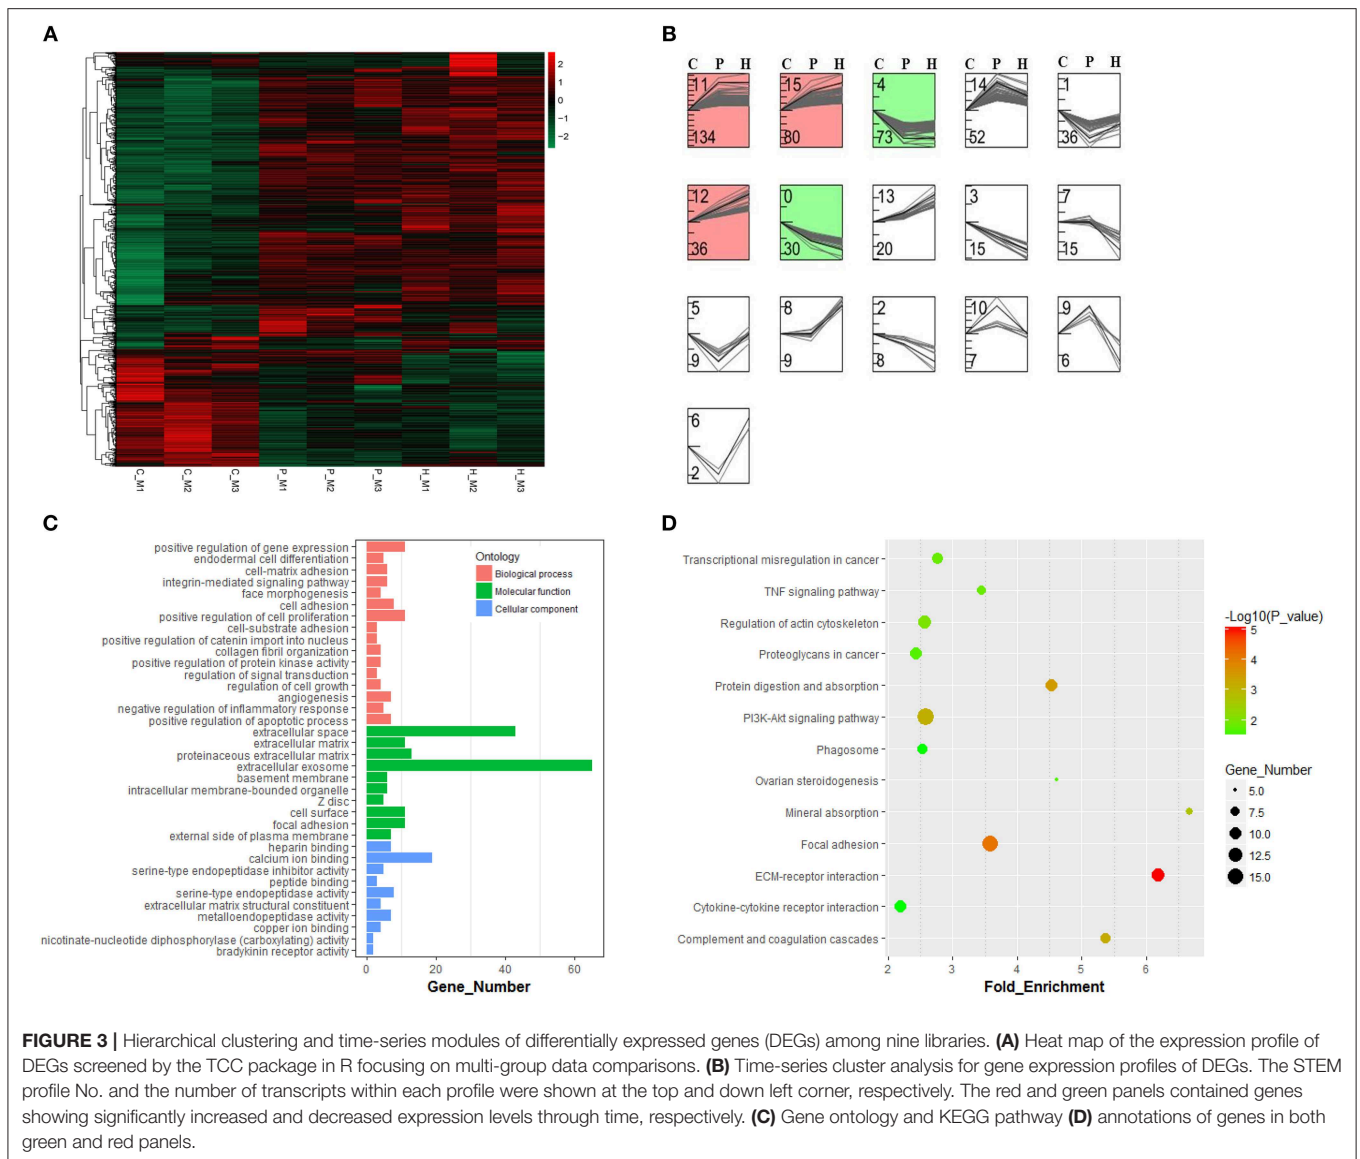 A
2
1
0
−1
−2
C_M1
C_M2
C_M3
P_M1
P_M2
P_M3
H_M1
H_M2
H_M3
B
C P H C P H C P H C P H C P H
11 15 4 14 1
134 80 73 52 36
12 0 13 3 7
36 30 20 15 15
5 8 2 10 9
9 9 8 7 6
6
2
C
positive regulation of gene expression
endodermal cell differentiation
cell-matrix adhesion
integrin-mediated signaling pathway
face morphogenesis
cell adhesion
positive regulation of cell proliferation
cell-substrate adhesion
positive regulation of catenin import into nucleus
collagen fibril organization
positive regulation of protein kinase activity
regulation of signal transduction
regulation of cell growth
angiogenesis
negative regulation of inflammatory response
positive regulation of apoptotic process
extracellular space
extracellular matrix
proteinaceous extracellular matrix
extracellular exosome
basement membrane
intracellular membrane-bounded organelle
Z disc
cell surface
focal adhesion
external side of plasma membrane
heparin binding
calcium ion binding
serine-type endopeptidase inhibitor activity
peptide binding
serine-type endopeptidase activity
extracellular matrix structural constituent
metalloendopeptidase activity
copper ion binding
nicotinate-nucleotide diphosphorylase (carboxylating) activity
bradykinin receptor activity
0 20 40 60
Gene_Number
Ontology
Biological process
Molecular function
Cellular component
D
Transcriptional misregulation in cancer
TNF signaling pathway
Regulation of actin cytoskeleton
Proteoglycans in cancer
Protein digestion and absorption
PI3K-Akt signaling pathway
Phagosome
Ovarian steroidogenesis
Mineral absorption
Focal adhesion
ECM-receptor interaction
Cytokine-cytokine receptor interaction
Complement and coagulation cascades
2 3 4 5 6
Fold_Enrichment
-Log10(P_value)
5
4
3
2
Gene_Number
5.0
7.5
10.0
12.5
15.0
FIGURE 3 | Hierarchical clustering and time-series modules of differentially expressed genes (DEGs) among nine libraries. (A) Heat map of the expression profile of
DEGs screened by the TCC package in R focusing on multi-group data comparisons. (B) Time-series cluster analysis for gene expression profiles of DEGs. The STEM
profile No. and the number of transcripts within each profile were shown at the top and down left corner, respectively. The red and green panels contained genes
showing significantly increased and decreased expression levels through time, respectively. (C) Gene ontology and KEGG pathway (D) annotations of genes in both
green and red panels.